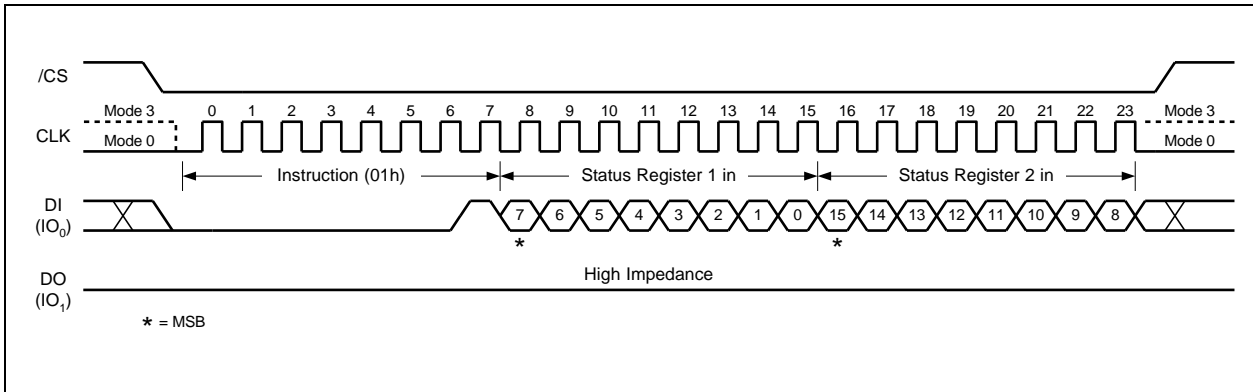 /CS
Mode 3 0 1 2 3 4 5 6 7 8 9 10 11 12 13 14 15 16 17 18 19 20 21 22 23 Mode 3
CLK
Mode 0 Mode 0
Instruction (01h) Status Register 1 in Status Register 2 in
DI
(IO0)
7 6 5 4 3 2 1 0 15 14 13 12 11 10 9 8
* *
High Impedance
DO
(IO1)
* = MSB